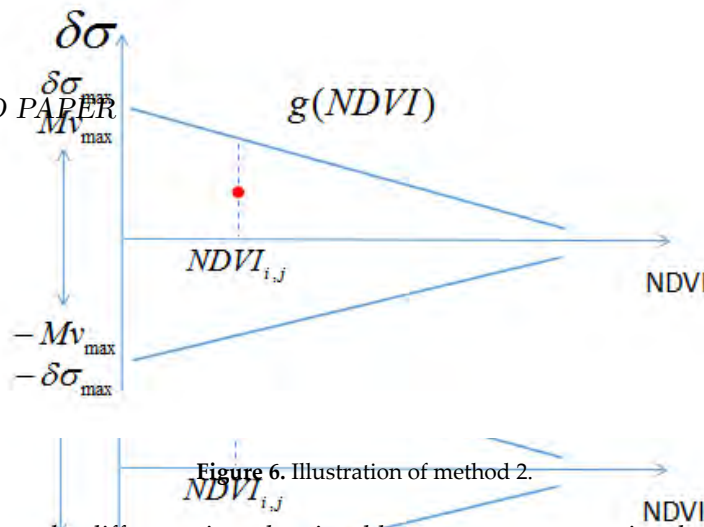 δσ
δσmax
O PAPER
Mvmax
g(NDVI)
NDVIi,j
NDVI
−Mvmax
−δσmax
Figure 6. Illustration of method 2.
NDVIi,j
NDVI